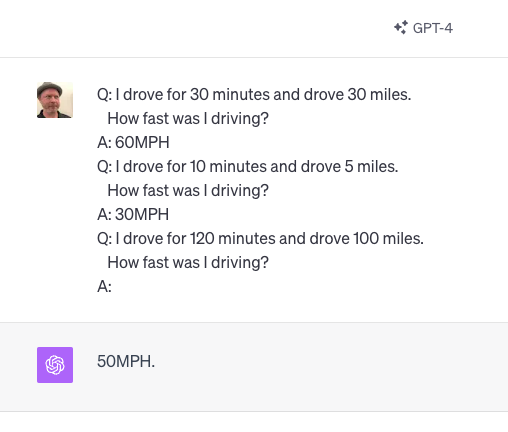 GPT-4
Q: I drove for 30 minutes and drove 30 miles.
How fast was I driving?
A: 60MPH
Q: I drove for 10 minutes and drove 5 miles.
How fast was I driving?
A: 30MPH
Q: I drove for 120 minutes and drove 100 miles.
How fast was I driving?
A:
50MPH.